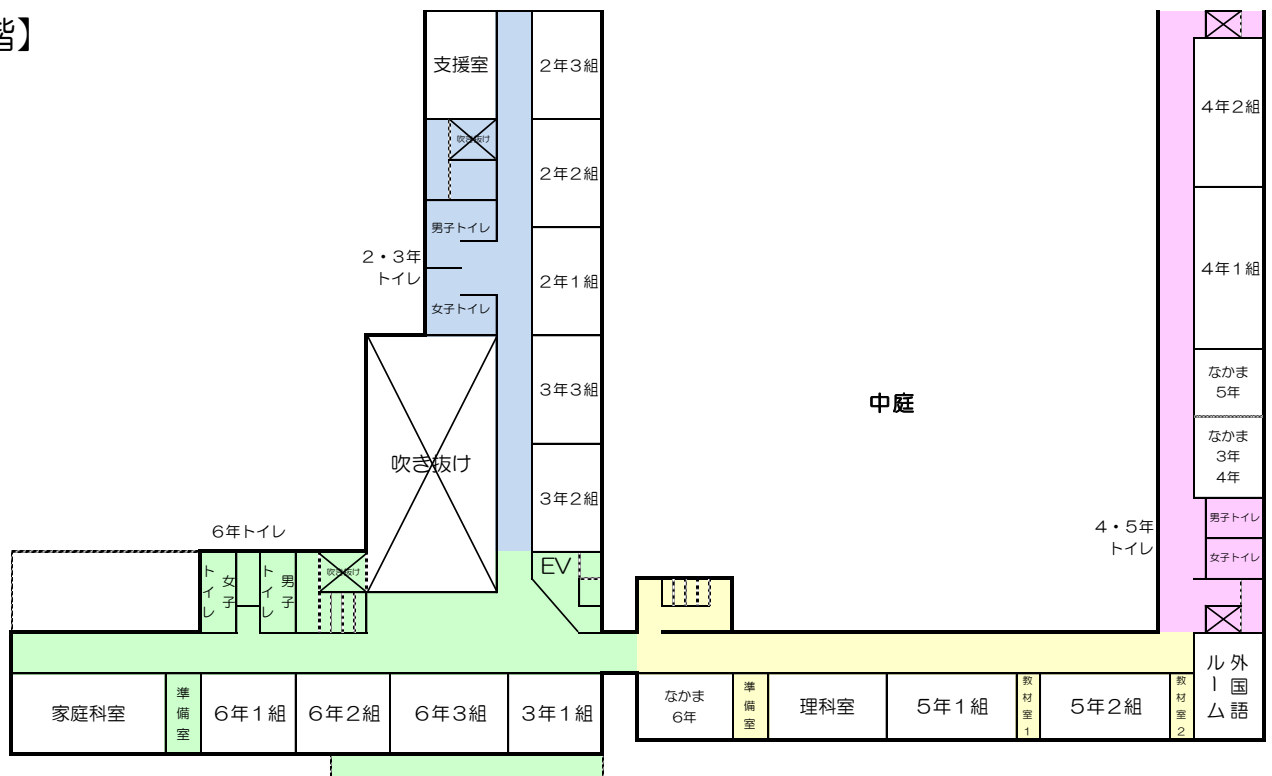 階】
支援室
2年3組
吹き抜け
2年2組
男子トイレ
2・3年
トイレ
2年1組
女子トイレ
3年3組
吹き抜け
3年2組
6年トイレ
女子
トイレ
男子
トイレ
吹き抜け
EV
中庭
4年2組
4年1組
なかま
5年
なかま
3年
4年
4・5年
トイレ
男子トイレ
女子トイレ
家庭科室
準備室
6年1組
6年2組
6年3組
3年1組
なかま
6年
準備室
理科室
5年1組
教材室1
5年2組
教材室2
外国語
ルーム